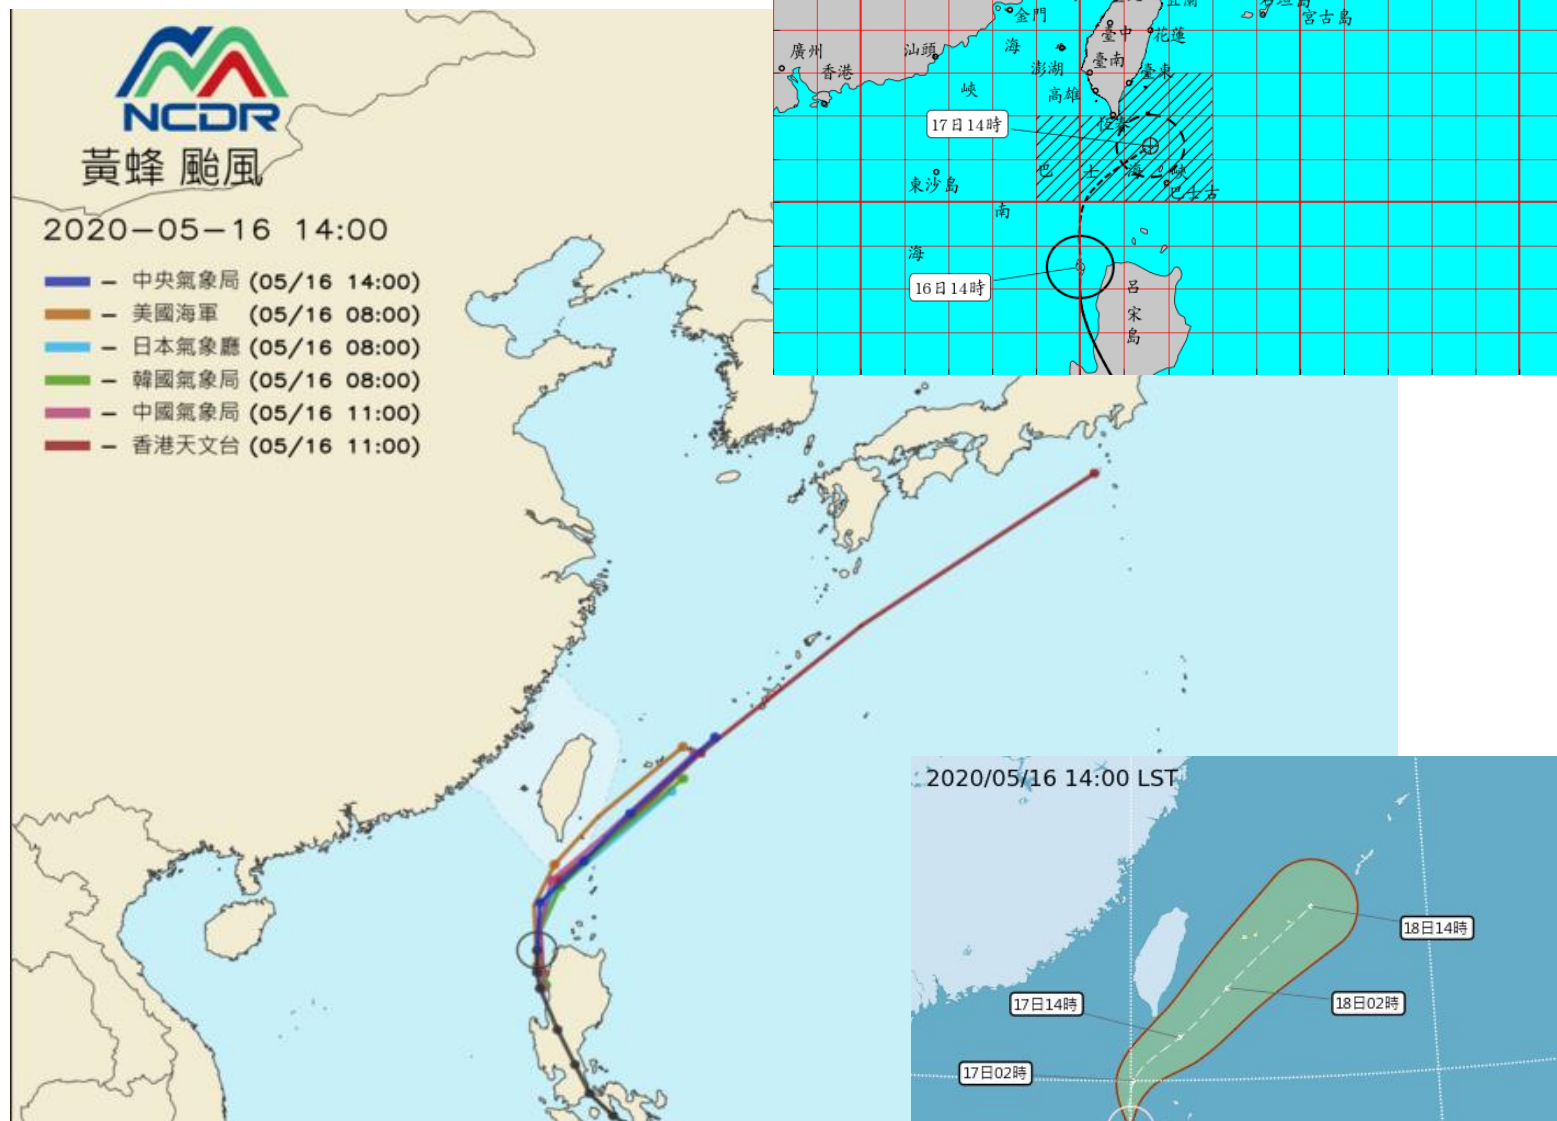 NCDR
黃蜂 颱風
2020-05-16 14:00
中央氣象局 (05/16 14:00)
美國海軍 (05/16 08:00)
日本氣象廳 (05/16 08:00)
韓國氣象局 (05/16 08:00)
中國氣象局 (05/16 11:00)
香港天文台 (05/16 11:00)
金門
宮古島
臺中
花蓮
廣州
汕頭
海
臺南
澎湖
臺東
香港
峽
高雄
17日14時
巴 士 海 峽
東沙島
巴士古
南
海
16日14時
呂
宋
島
2020/05/16 14:00 LST
18日14時
18日02時
17日14時
17日02時